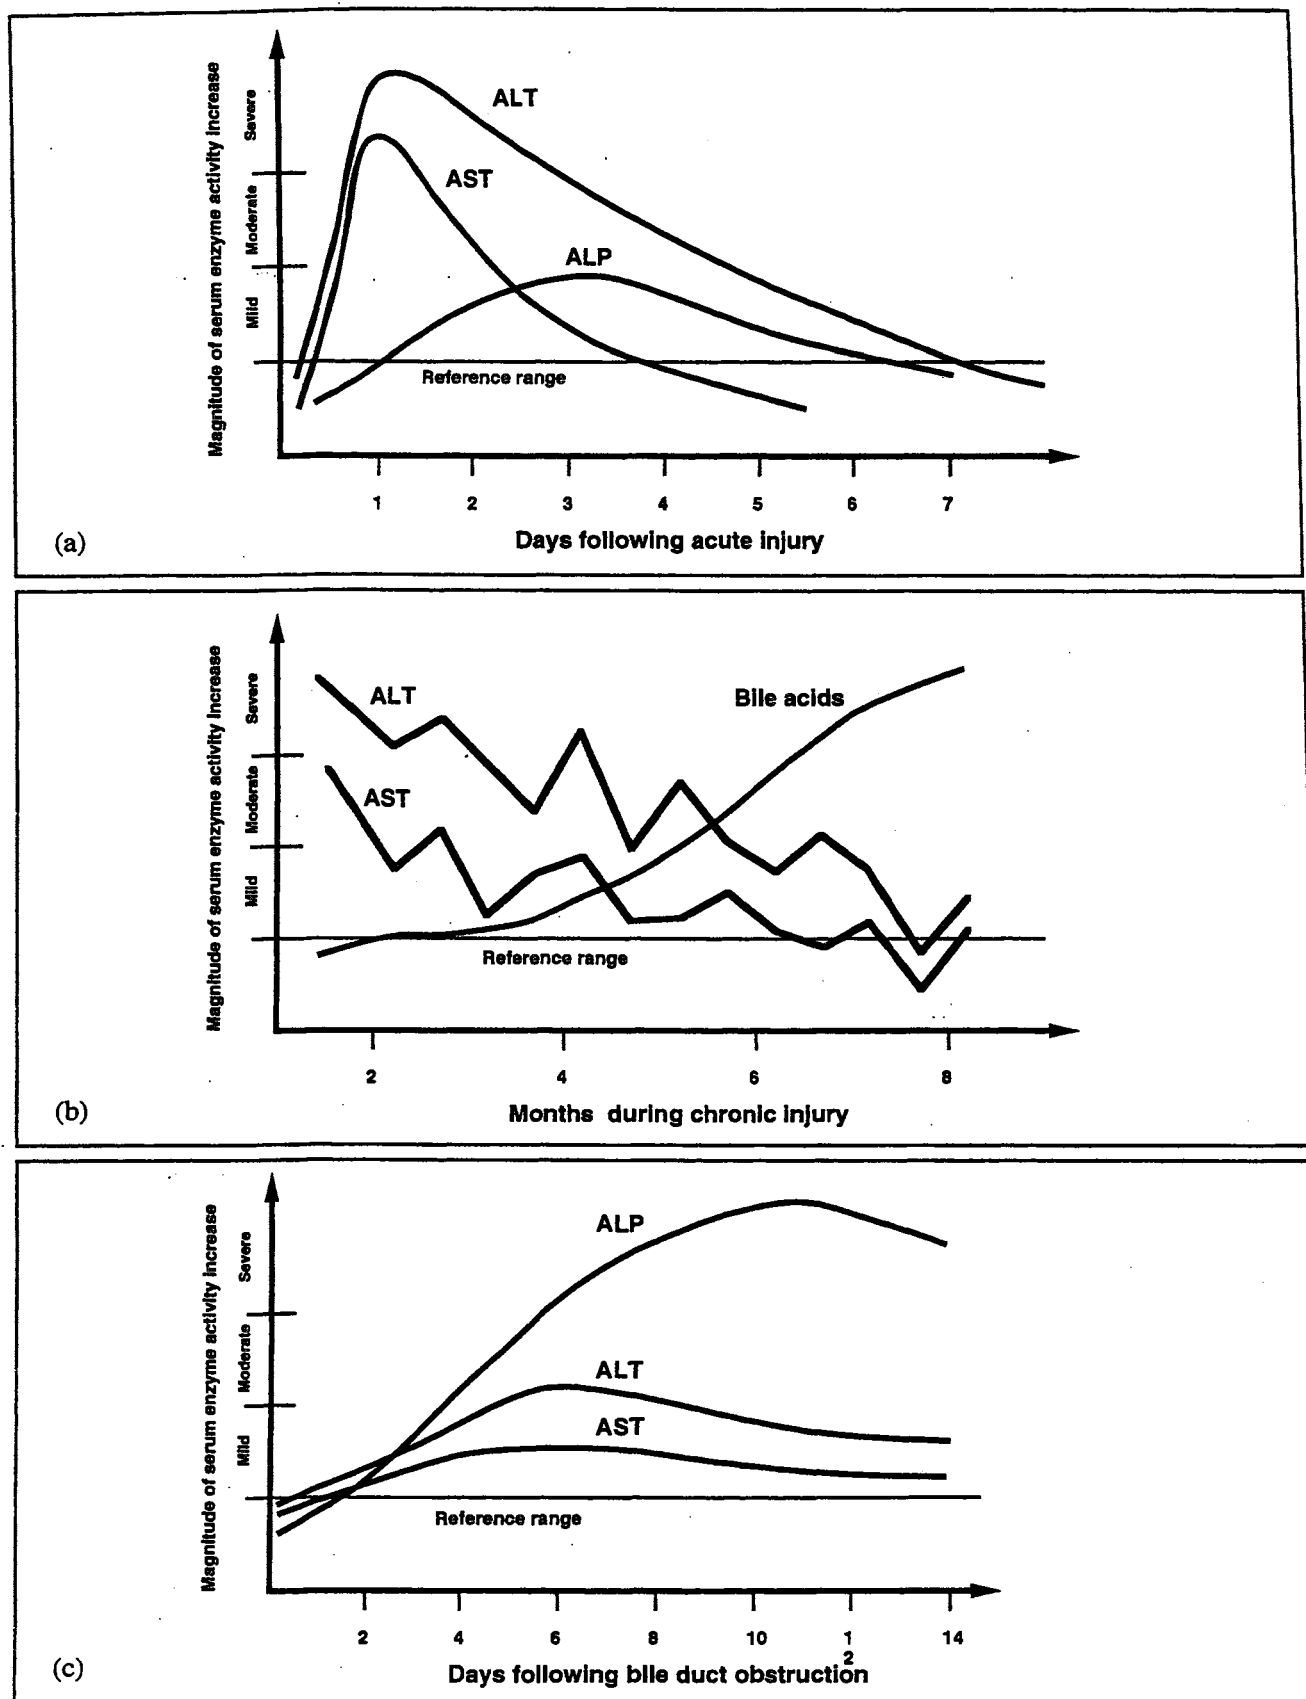 Magnitude of serum enzyme activity increase
Severe
Moderate
Mild
ALT
AST
ALP
Reference range
1 2 3 4 5 6 7
Days following acute injury
(a)
Magnitude of serum enzyme activity increase
Severe
Moderate
Mild
ALT
Bile acids
AST
Reference range
2 4 6 8
Months during chronic injury
(b)
Magnitude of serum enzyme activity increase
Severe
Moderate
Mild
ALP
ALT
AST
Reference range
2 4 6 8 10 12 14
Days following bile duct obstruction
(c)